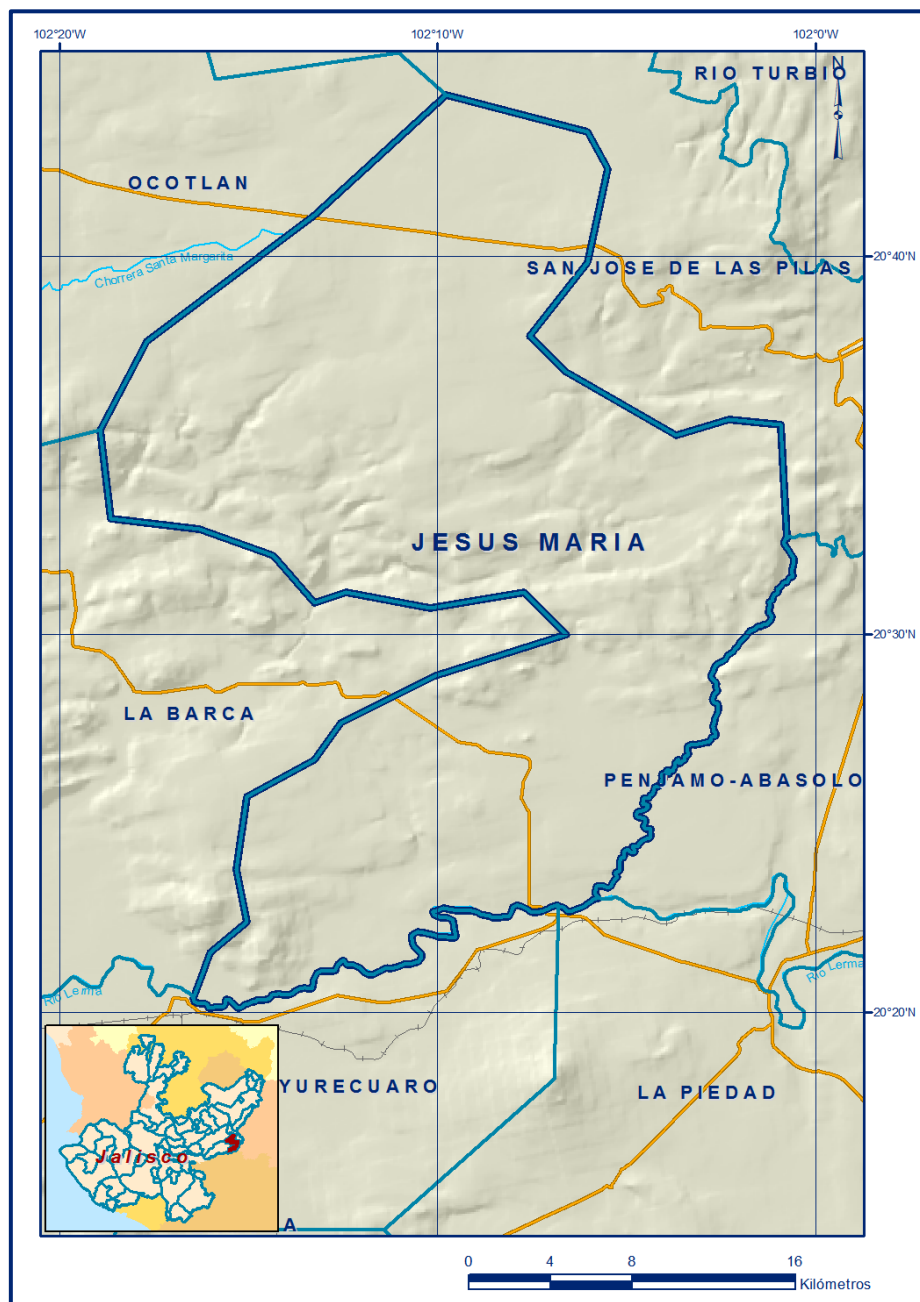 102°20'W
102°10'W
102°0'W
RIO TURBIO
N
OCOTLAN
20°40'
SAN JOSE DE LAS PILAS
Chorrera Santa Margarita
JESUS MARIA
20°30'N
LA BARCA
PENJAMO-ABASOLO
Río Lerma
Río Lerma
20°20'N
YURECUARO
LA PIEDAD
Jalisco
A
0 4 8 16
Kilómetros